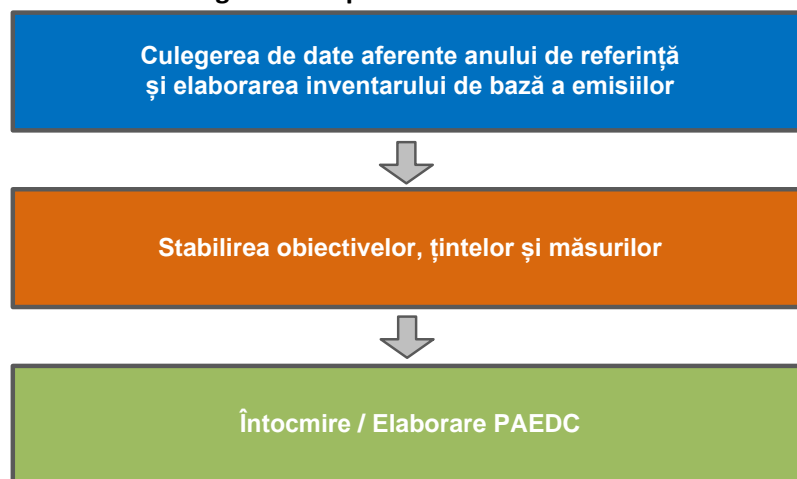 Culegerea de date aferente anului de referință
și elaborarea inventarului de bază a emisiilor
Stabilirea obiectivelor, țintelor și măsurilor
Întocmire / Elaborare PAEDC